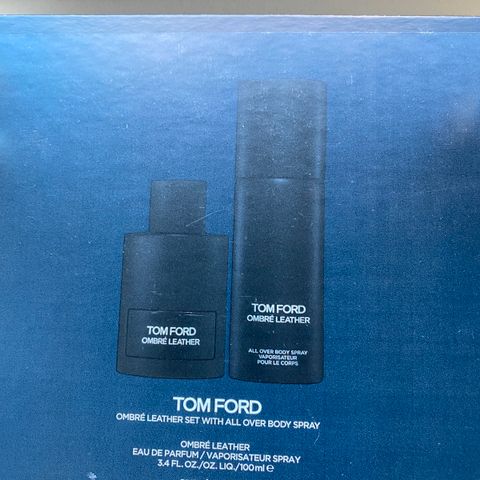 TOM FORD
OMBRÉ LEATHER
TOM FORD
OMBRÉ LEATHER
ALL OVER BODY SPRAY
VAPORISATEUR
POUR LE CORPS
TOM FORD
OMBRÉ LEATHER SET WITH ALL OVER BODY SPRAY
OMBRÉ LEATHER
EAU DE PARFUM / VAPORISATEUR SPRAY
3.4 FL. OZ./OZ. LIQ./100 ml ℮